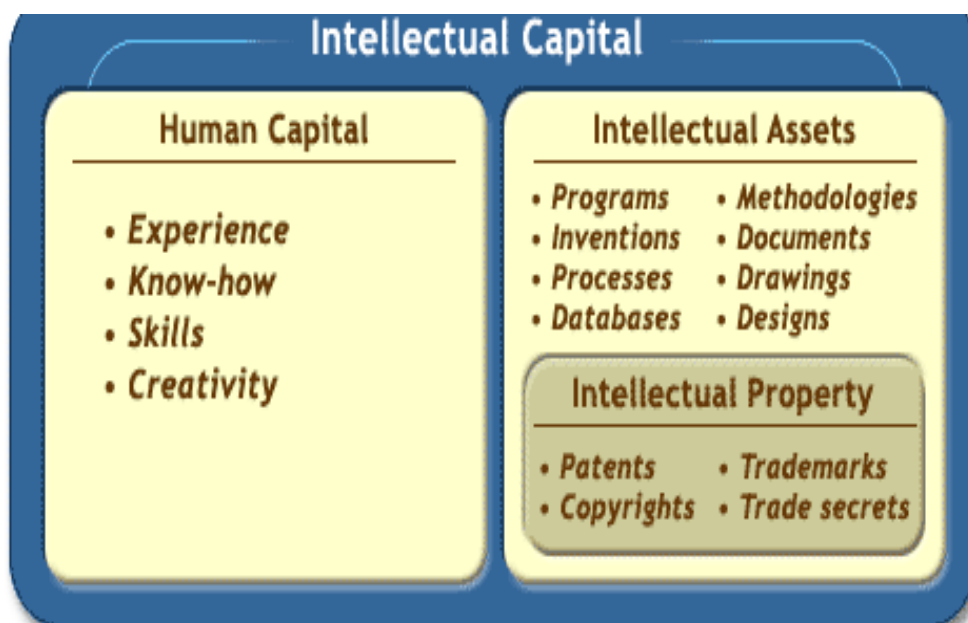 Intellectual Capital
Human Capital
• Experience
• Know-how
• Skills
• Creativity
Intellectual Assets
• Programs
• Inventions
• Processes
• Databases
• Methodologies
• Documents
• Drawings
• Designs
Intellectual Property
• Patents
• Copyrights
• Trademarks
• Trade secrets